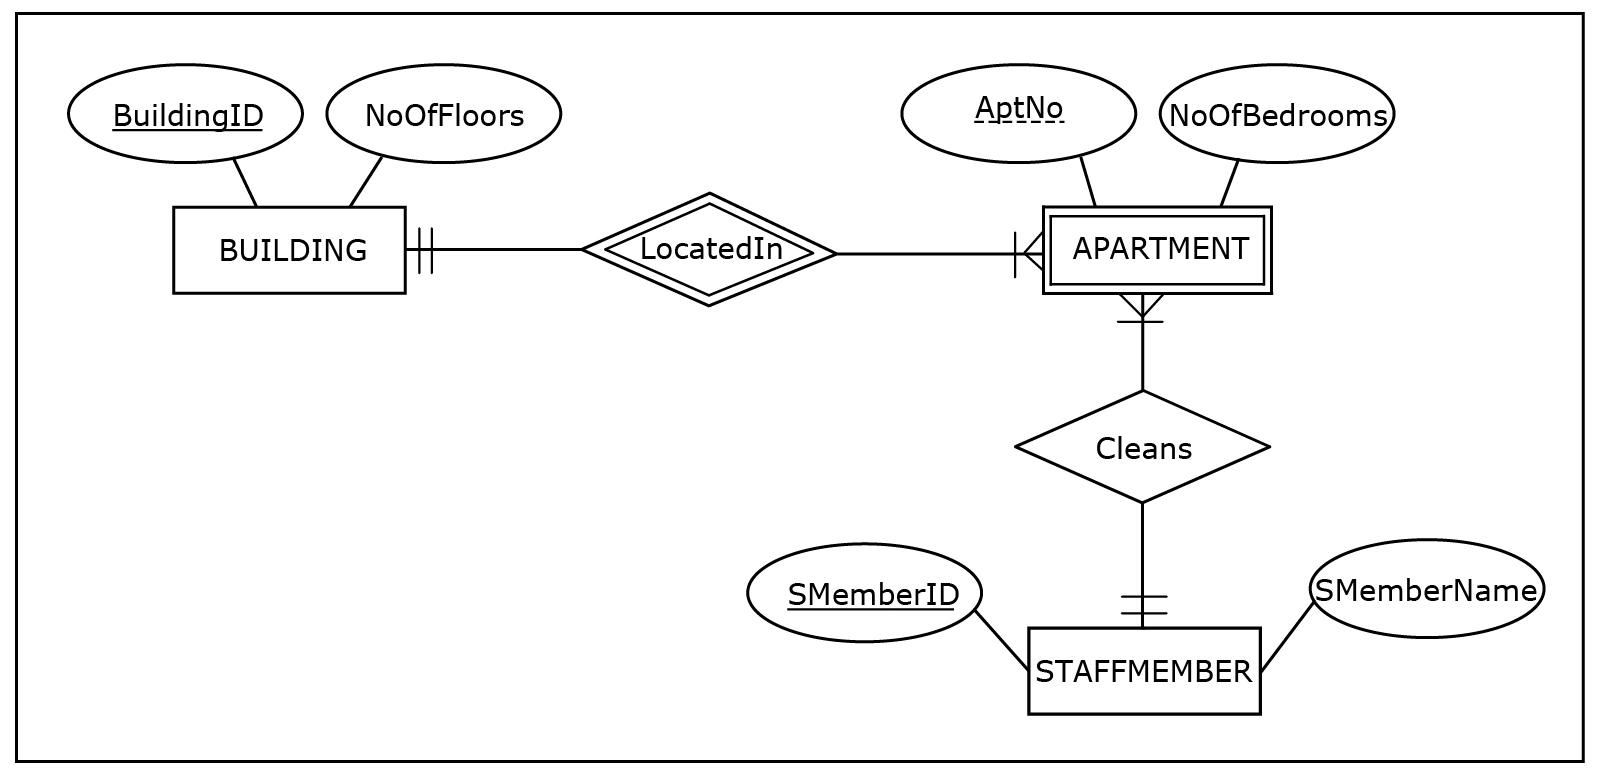 BuildingID
NoOfFloors
AptNo
NoOfBedrooms
BUILDING
LocatedIn
APARTMENT
Cleans
SMemberID
SMemberName
STAFFMEMBER